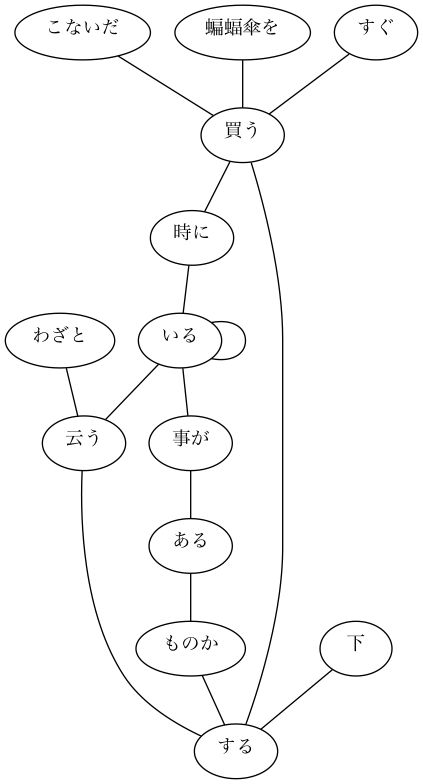 こないだ 蝙蝠傘を すぐ
買う
時に
わざと いる
云う 事が
ある
ものか 下
する